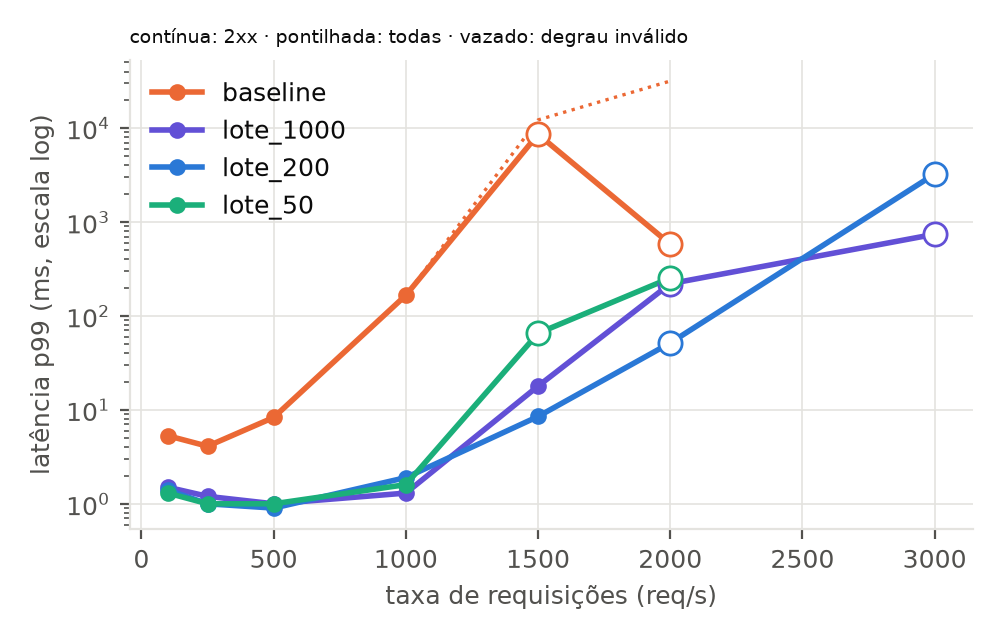 contínua: 2xx · pontilhada: todas · vazado: degrau inválido
baseline
lote_1000
lote_200
lote_50
latência p99 (ms, escala log)
10⁴
10³
10²
10¹
10⁰
0 500 1000 1500 2000 2500 3000
taxa de requisições (req/s)